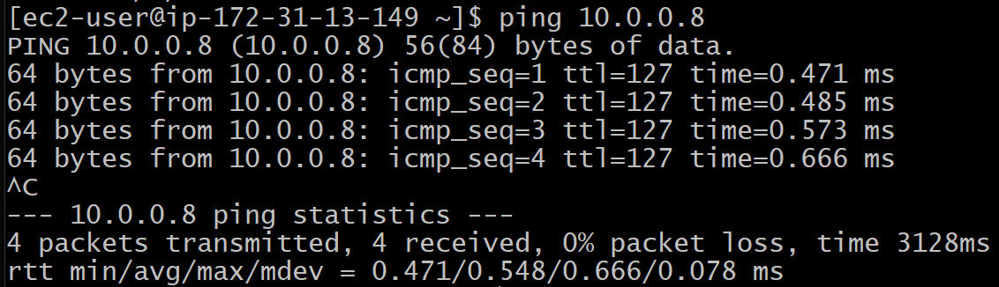 [ec2-user@ip-172-31-13-149 ~]$ ping 10.0.0.8
PING 10.0.0.8 (10.0.0.8) 56(84) bytes of data.
64 bytes from 10.0.0.8: icmp_seq=1 ttl=127 time=0.471 ms
64 bytes from 10.0.0.8: icmp_seq=2 ttl=127 time=0.485 ms
64 bytes from 10.0.0.8: icmp_seq=3 ttl=127 time=0.573 ms
64 bytes from 10.0.0.8: icmp_seq=4 ttl=127 time=0.666 ms
^C
--- 10.0.0.8 ping statistics ---
4 packets transmitted, 4 received, 0% packet loss, time 3128ms
rtt min/avg/max/mdev = 0.471/0.548/0.666/0.078 ms